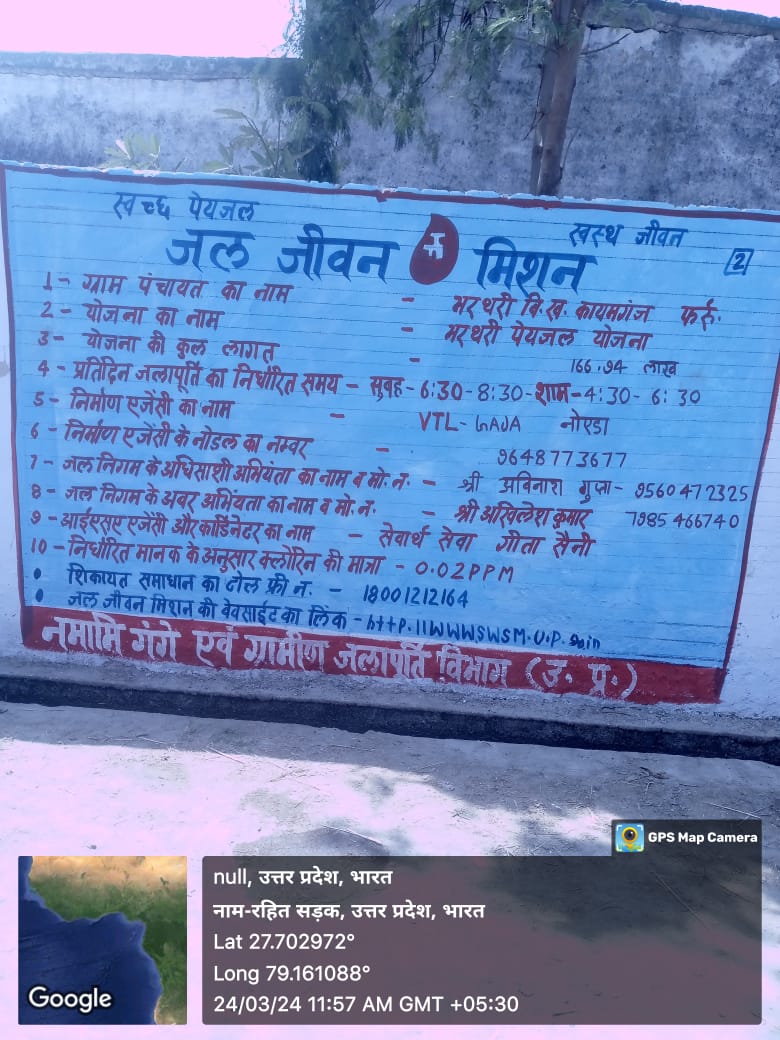 स्वच्छ पेयजल
स्वस्थ जीवन
जल जीवन मिशन
2
1- ग्राम पंचायत का नाम - भरथरी वि.ख. कायमगंज फर्रु.
2- योजना का नाम - भरथरी पेयजल योजना
3- योजना की कुल लागत - 166.94 लाख
4- प्रतिदिन जलापूर्ति का निर्धारित समय - सुबह-6:30-8:30-शाम-4:30-6:30
5- निर्माण एजेंसी का नाम - VTL-GAJA नोएडा
6- निर्माण एजेंसी के नोडल का नम्बर - 9648773677
7- जल निगम के अधिसाशी अभियंता का नाम व मो.न. - श्री अविनाश गुप्ता- 9560472325
8- जल निगम के अवर अभियंता का नाम व मो.न. - श्री अखिलेश कुमार 7985466740
9- आईएसए एजेंसी और कार्डिनेटर का नाम - सेवार्थ सेवा गीता सैनी
10- निर्धारित मानक के अनुसार क्लोरिन की मात्रा - 0.02PPM
• शिकायत समाधान का टोल फ्री न. - 18001212164
• जल जीवन मिशन की वेवसाईट का लिंक - http.11WWWSWSM.U.P.go.in
नमामि गंगे एवं ग्रामीण जलापूर्ति विभाग (उ. प्र.)
GPS Map Camera
null, उत्तर प्रदेश, भारत
नाम-रहित सड़क, उत्तर प्रदेश, भारत
Lat 27.702972°
Long 79.161088°
24/03/24 11:57 AM GMT +05:30
Google